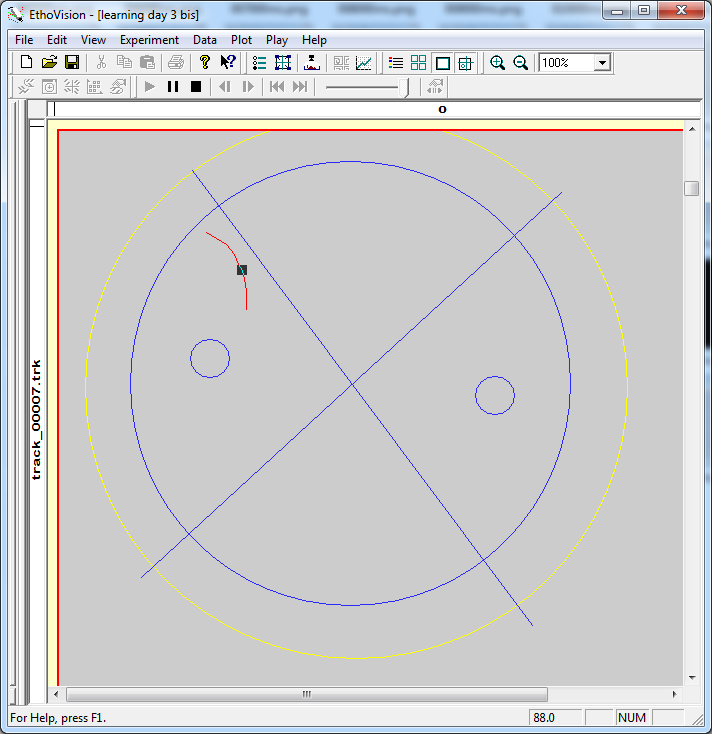 EthoVision - [learning day 3 bis]
File Edit View Experiment Data Plot Play Help
100%
o
track_00007.trk
For Help, press F1.
88.0
NUM